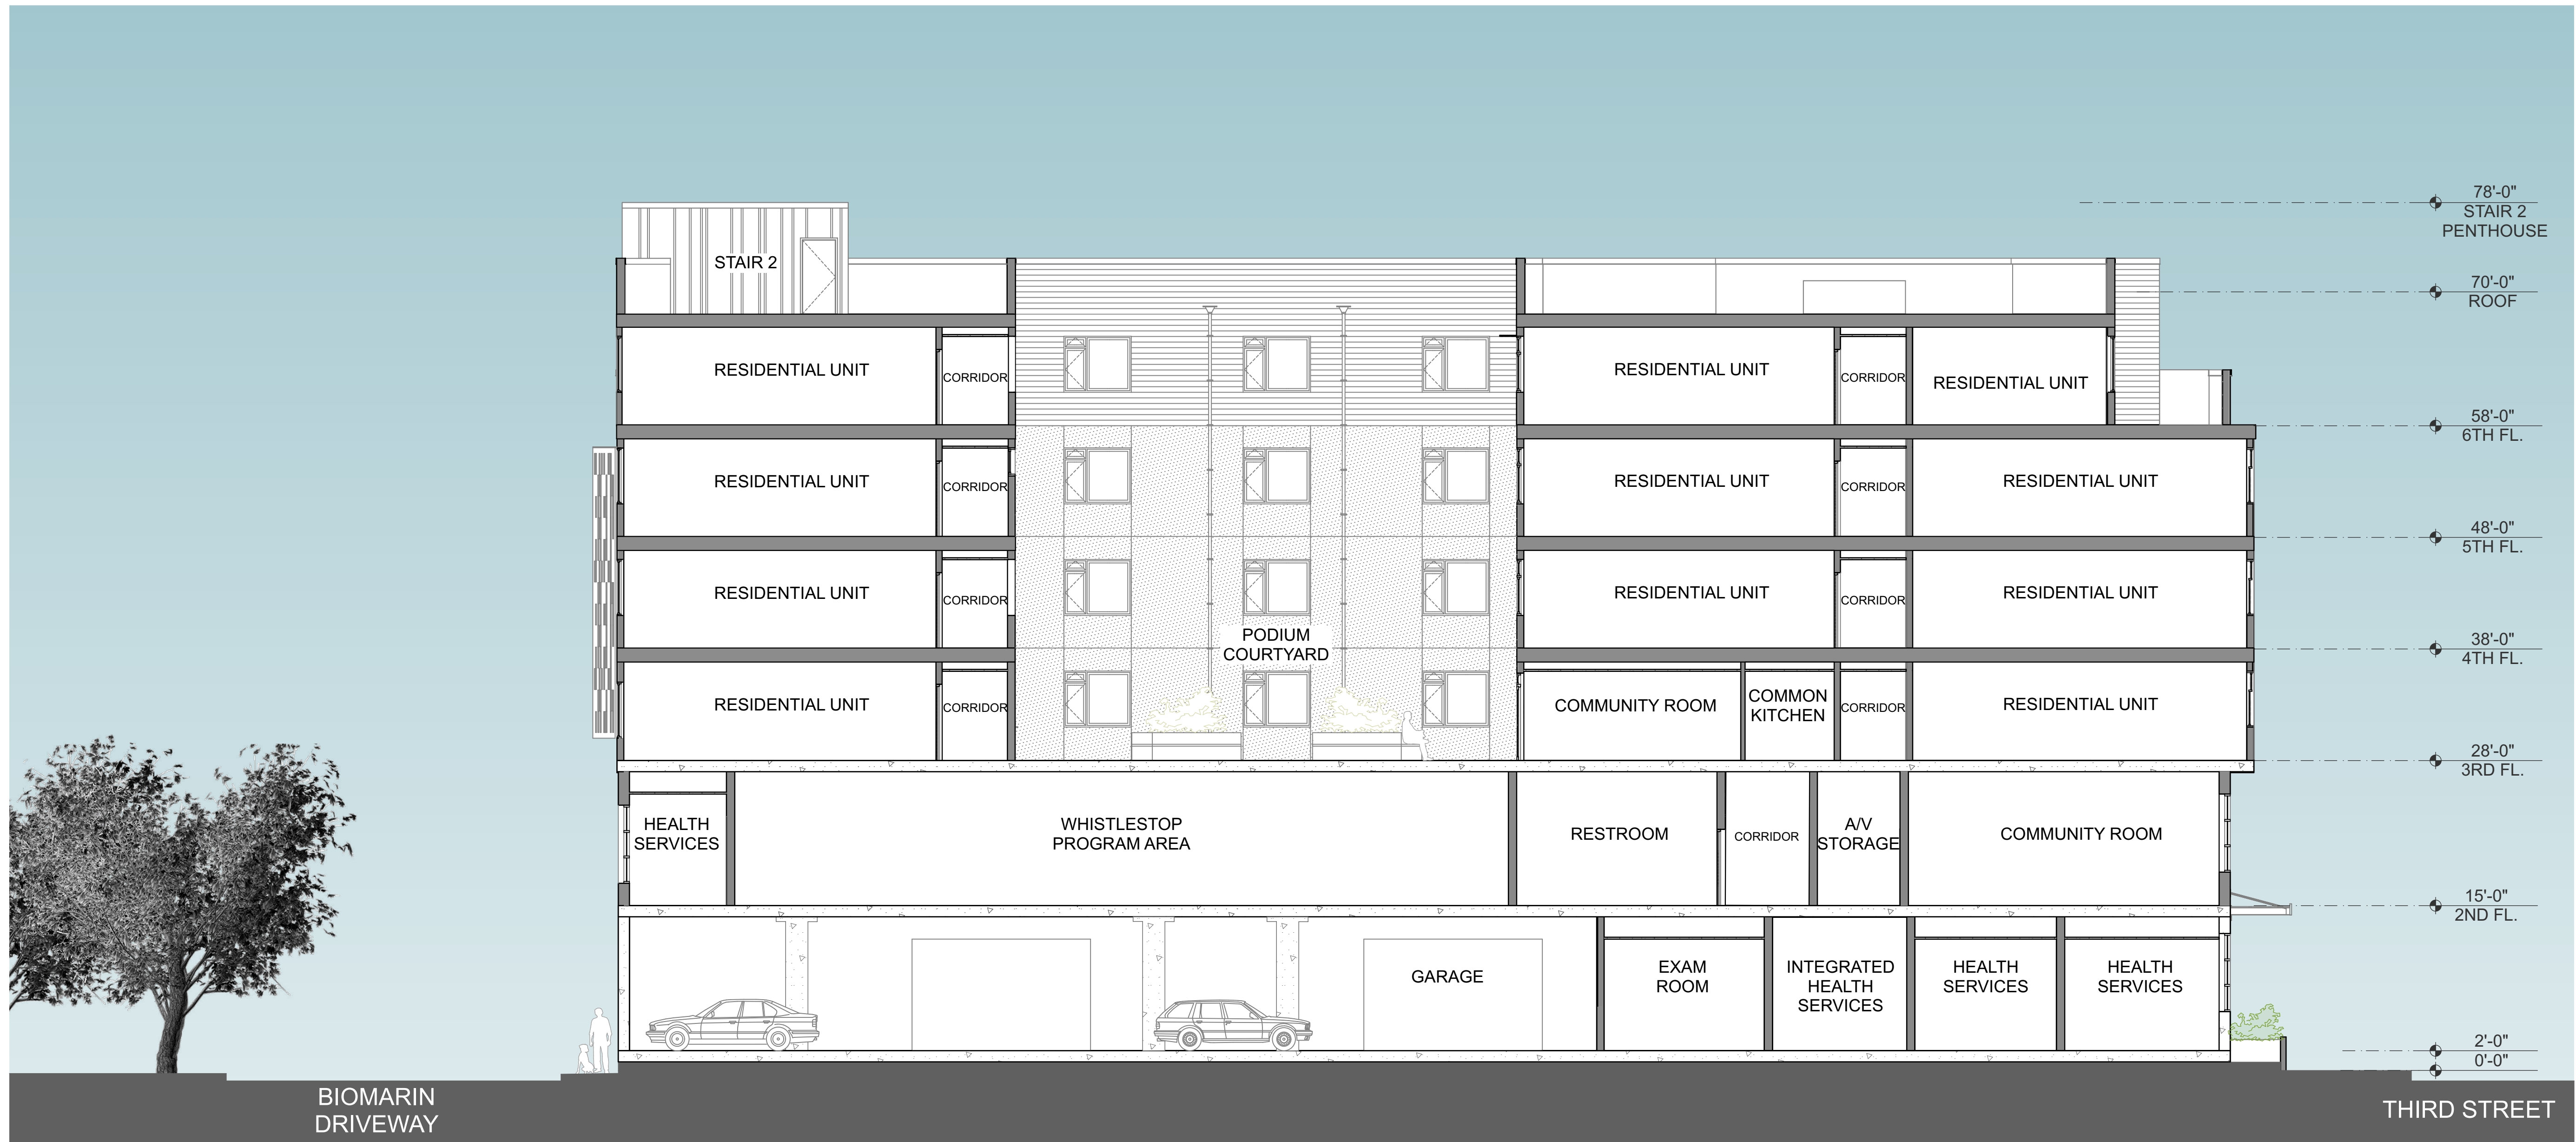 78'-0"
STAIR 2
PENTHOUSE
STAIR 2
70'-0"
ROOF
RESIDENTIAL UNIT
CORRIDOR
RESIDENTIAL UNIT
CORRIDOR
RESIDENTIAL UNIT
58'-0"
6TH FL.
RESIDENTIAL UNIT
CORRIDOR
RESIDENTIAL UNIT
CORRIDOR
RESIDENTIAL UNIT
48'-0"
5TH FL.
RESIDENTIAL UNIT
CORRIDOR
RESIDENTIAL UNIT
CORRIDOR
RESIDENTIAL UNIT
PODIUM
COURTYARD
38'-0"
4TH FL.
RESIDENTIAL UNIT
CORRIDOR
COMMUNITY ROOM
COMMON
KITCHEN
CORRIDOR
RESIDENTIAL UNIT
28'-0"
3RD FL.
HEALTH
SERVICES
WHISTLESTOP
PROGRAM AREA
RESTROOM
CORRIDOR
A/V
STORAGE
COMMUNITY ROOM
15'-0"
2ND FL.
GARAGE
EXAM
ROOM
INTEGRATED
HEALTH
SERVICES
HEALTH
SERVICES
HEALTH
SERVICES
2'-0"
0'-0"
BIOMARIN
DRIVEWAY
THIRD STREET